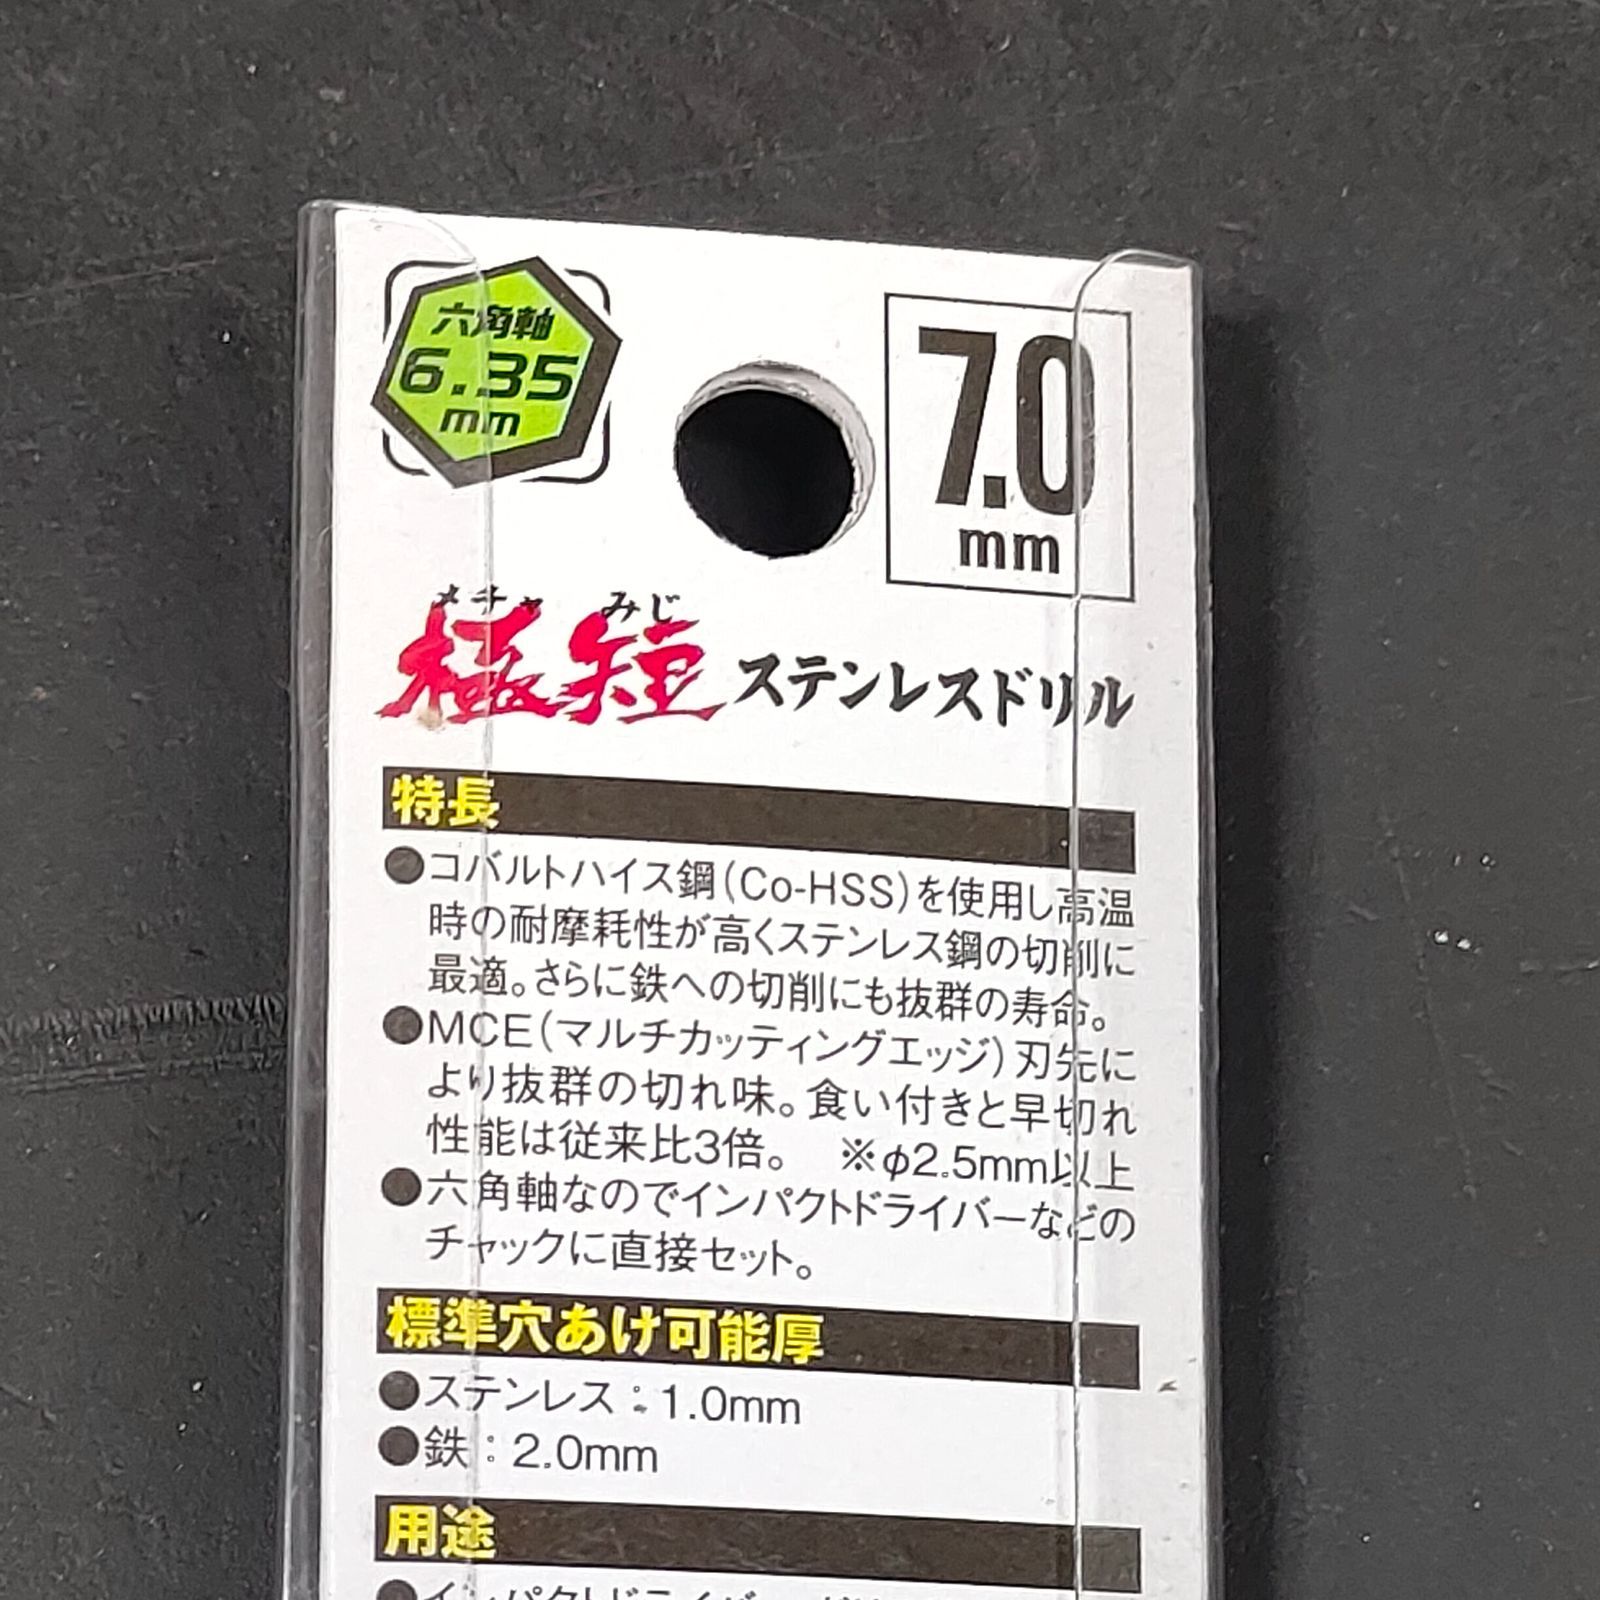 六角軸
6.35
mm
7.0
mm
メチャ みじ
極短 ステンレスドリル
特長
●コバルトハイス鋼(Co-HSS)を使用し高温
時の耐摩耗性が高くステンレス鋼の切削に
最適。さらに鉄への切削にも抜群の寿命。
●MCE(マルチカッティングエッジ)刃先に
より抜群の切れ味。食い付きと早切れ
性能は従来比3倍。 ※φ2.5mm以上
●六角軸なのでインパクトドライバーなどの
チャックに直接セット。
標準穴あけ可能厚
●ステンレス:1.0mm
●鉄:2.0mm
用途